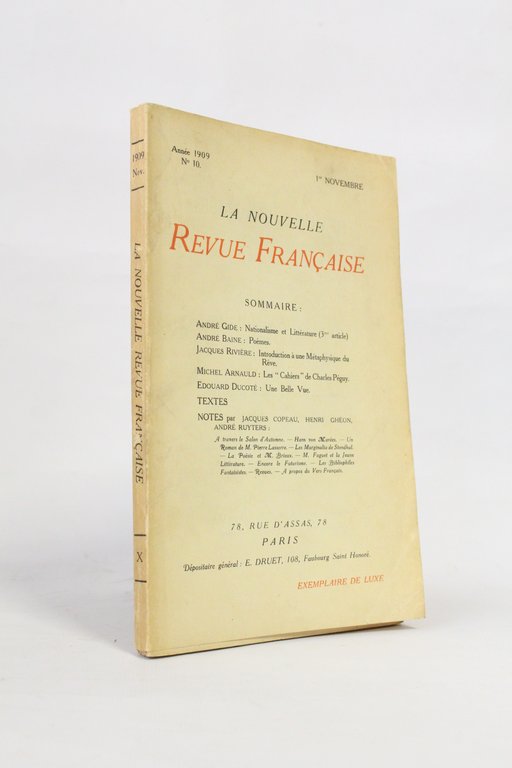 Année 1909
N° 10.
1er NOVEMBRE
LA NOUVELLE
REVUE FRANÇAISE
SOMMAIRE :
ANDRÉ GIDE : Nationalisme et Littérature (3me article)
ANDRÉ BAINE : Poèmes.
JACQUES RIVIÈRE : Introduction à une Métaphysique du
Rêve.
MICHEL ARNAULD : Les "Cahiers" de Charles Péguy.
EDOUARD DUCOTÉ : Une Belle Vue.
TEXTES
NOTES par JACQUES COPEAU, HENRI GHÉON,
ANDRÉ RUYTERS :
A travers le Salon d'Automne. — Hans von Marées. — Un
Roman de M. Pierre Lasserre. — Les Marginalia de Stendhal.
— La Poésie et M. Brieux. — M. Faguet et la Jeune
Littérature. — Encore le Futurisme. — Les Bibliophiles
Fantaisistes. — Revues. — A propos du Vers Français.
78, RUE D'ASSAS, 78
PARIS
Dépositaire général : E. DRUET, 108, Faubourg Saint Honoré.
EXEMPLAIRE DE LUXE
1909
Nov.
LA NOUVELLE REVUE FRANÇAISE
X